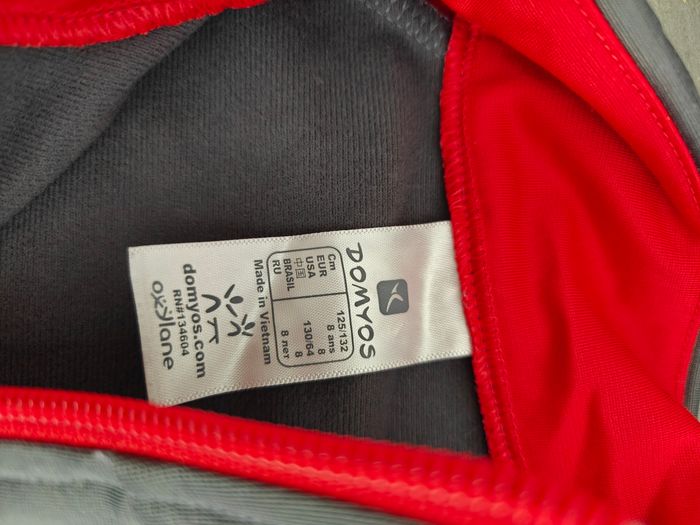 DOMYOS
Cm 125/132
EUR 8 ans
USA 8
中国 130/64
BRASIL 8
RU 8 лет
Made in Vietnam
domyos.com
RN#134604
oxylane